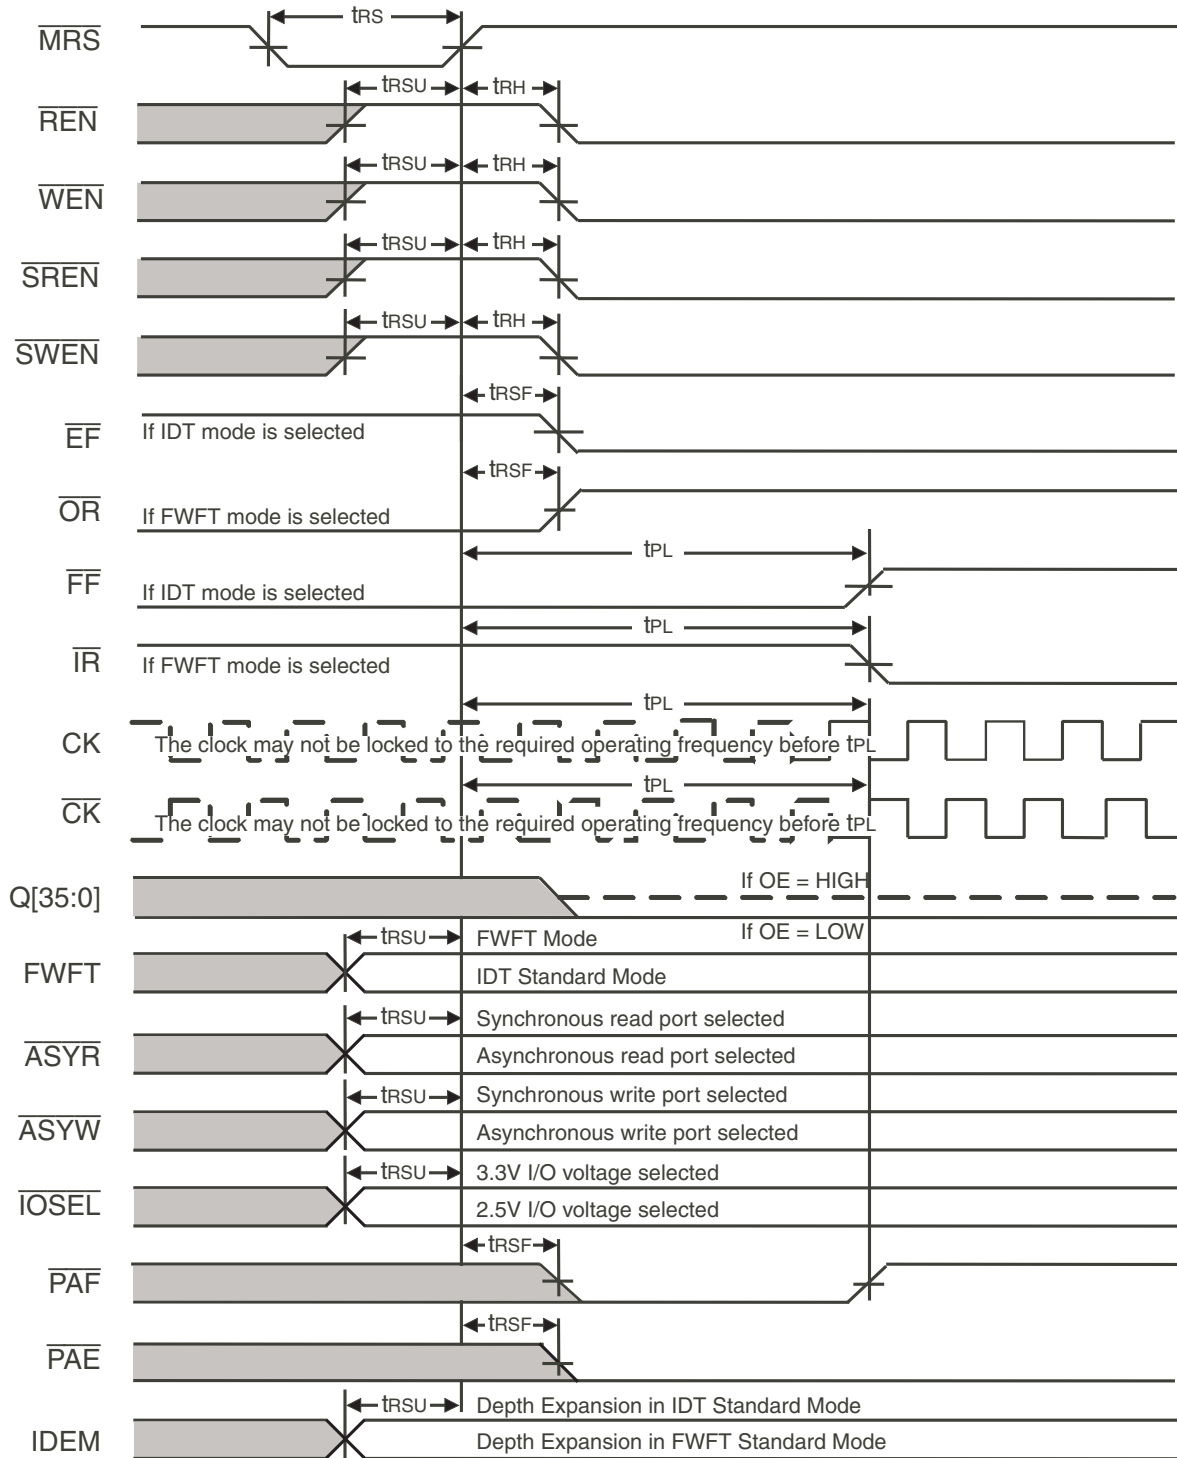 tRS
MRS
tRSU tRH
REN
tRSU tRH
WEN
tRSU tRH
SREN
tRSU tRH
SWEN
tRSF
EF If IDT mode is selected
tRSF
OR If FWFT mode is selected
tPL
FF If IDT mode is selected
tPL
IR If FWFT mode is selected
tPL
CK The clock may not be locked to the required operating frequency before tPL
tPL
CK The clock may not be locked to the required operating frequency before tPL
If OE = HIGH
Q[35:0]
If OE = LOW
tRSU FWFT Mode
FWFT IDT Standard Mode
tRSU Synchronous read port selected
ASYR Asynchronous read port selected
tRSU Synchronous write port selected
ASYW Asynchronous write port selected
tRSU 3.3V I/O voltage selected
IOSEL 2.5V I/O voltage selected
tRSF
PAF
tRSF
PAE
tRSU Depth Expansion in IDT Standard Mode
IDEM Depth Expansion in FWFT Standard Mode